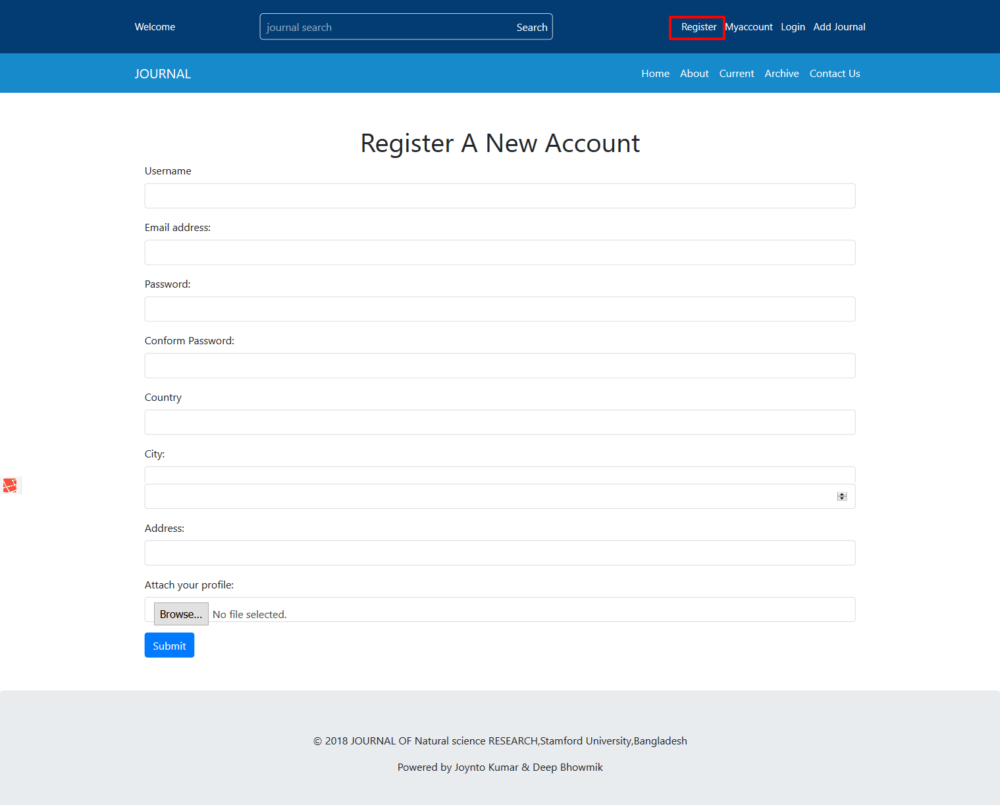 Welcome
journal search
Search
Register Myaccount Login Add Journal
JOURNAL
Home About Current Archive Contact Us
Register A New Account
Username
Email address:
Password:
Conform Password:
Country
City:
Address:
Attach your profile:
Browse... No file selected.
Submit
© 2018 JOURNAL OF Natural science RESEARCH,Stamford University,Bangladesh
Powered by Joynto Kumar & Deep Bhowmik